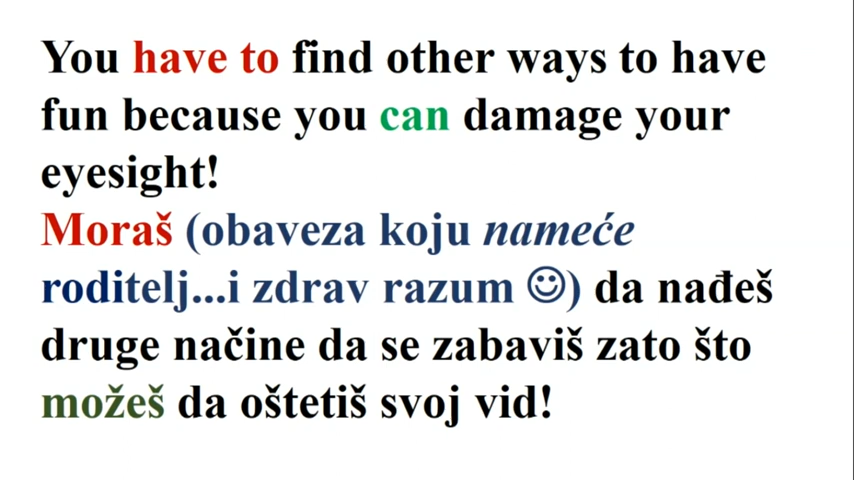 You have to find other ways to have
fun because you can damage your
eyesight!
Moraš (obaveza koju nameće
roditelj...i zdrav razum ☺) da nađeš
druge načine da se zabaviš zato što
možeš da oštetiš svoj vid!